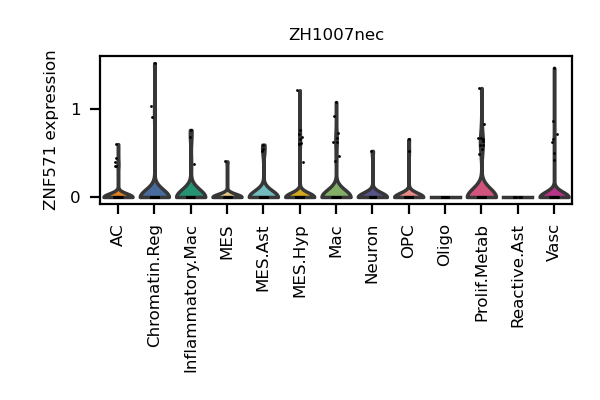 ZH1007nec
ZNF571 expression
1
0
AC
Chromatin.Reg
Inflammatory.Mac
MES
MES.Ast
MES.Hyp
Mac
Neuron
OPC
Oligo
Prolif.Metab
Reactive.Ast
Vasc